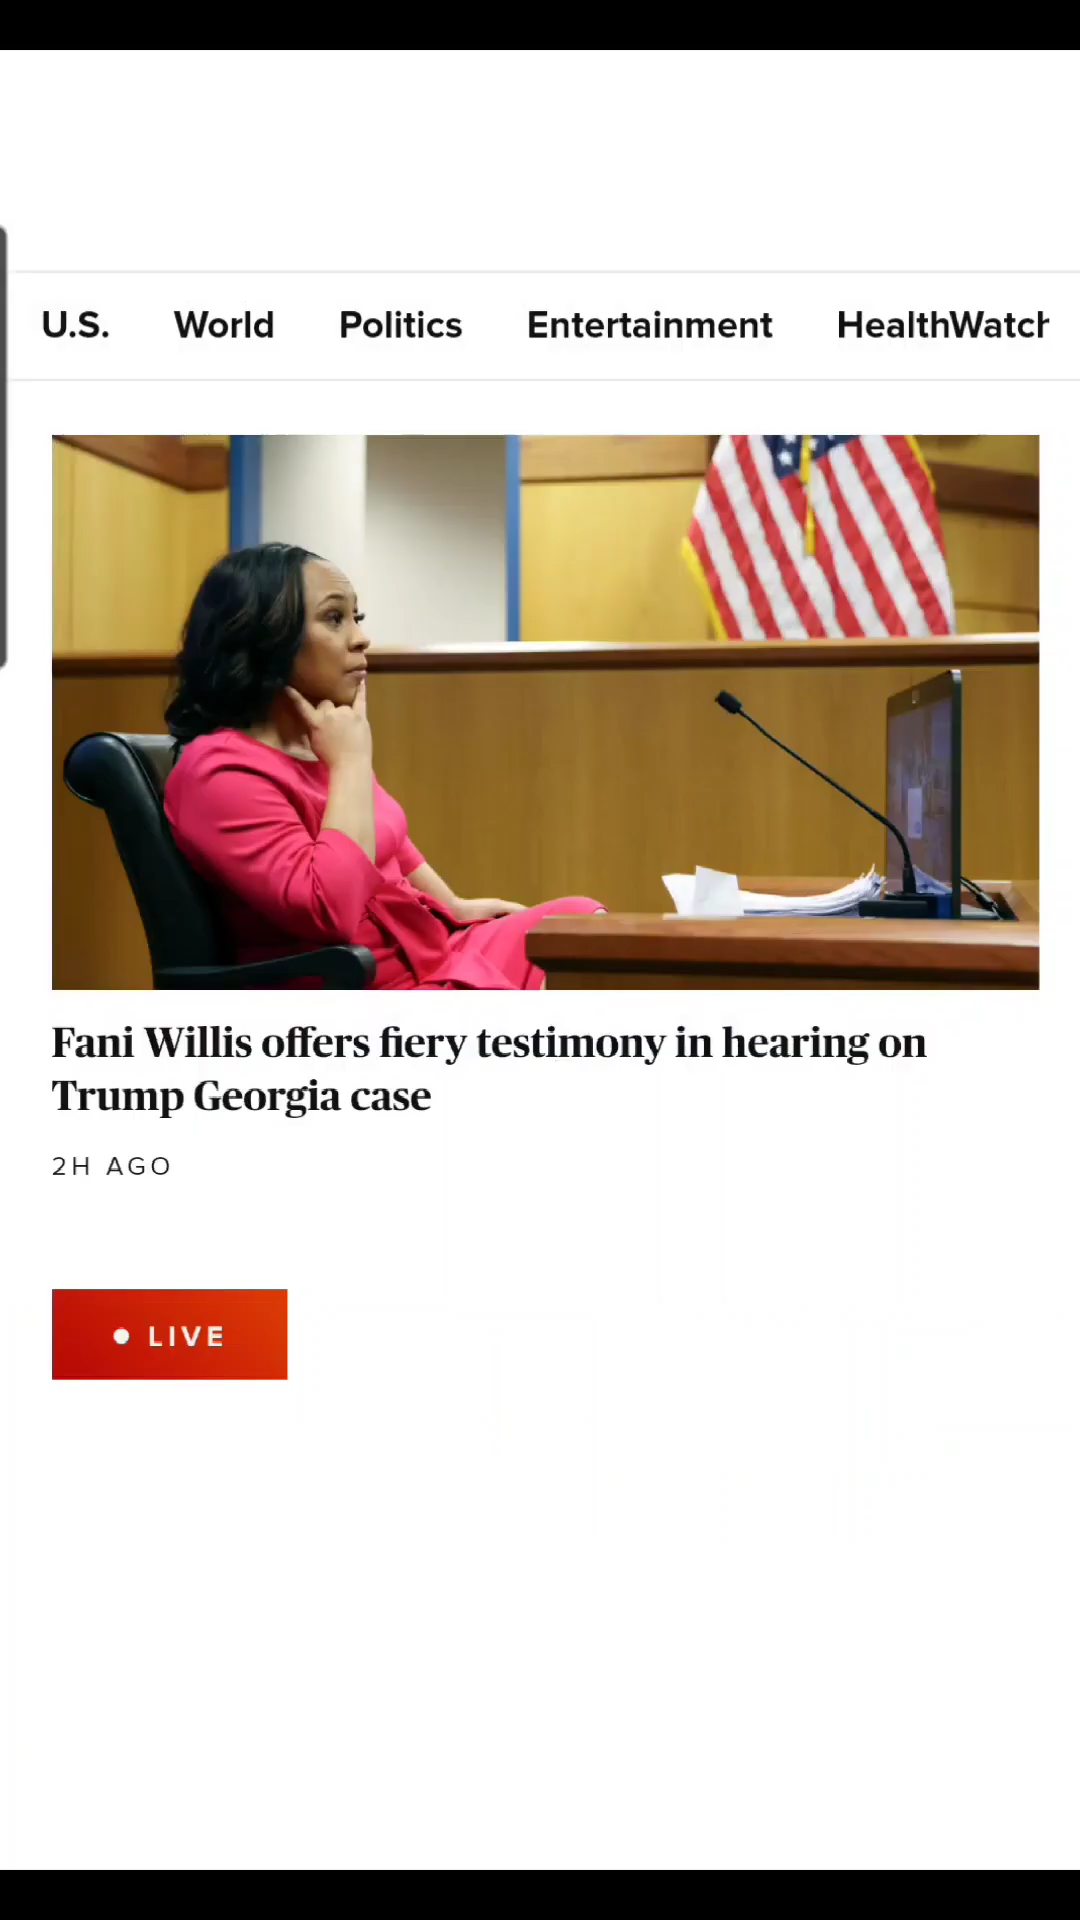 U.S. World Politics Entertainment HealthWatch
Fani Willis offers fiery testimony in hearing on
Trump Georgia case
2H AGO
LIVE